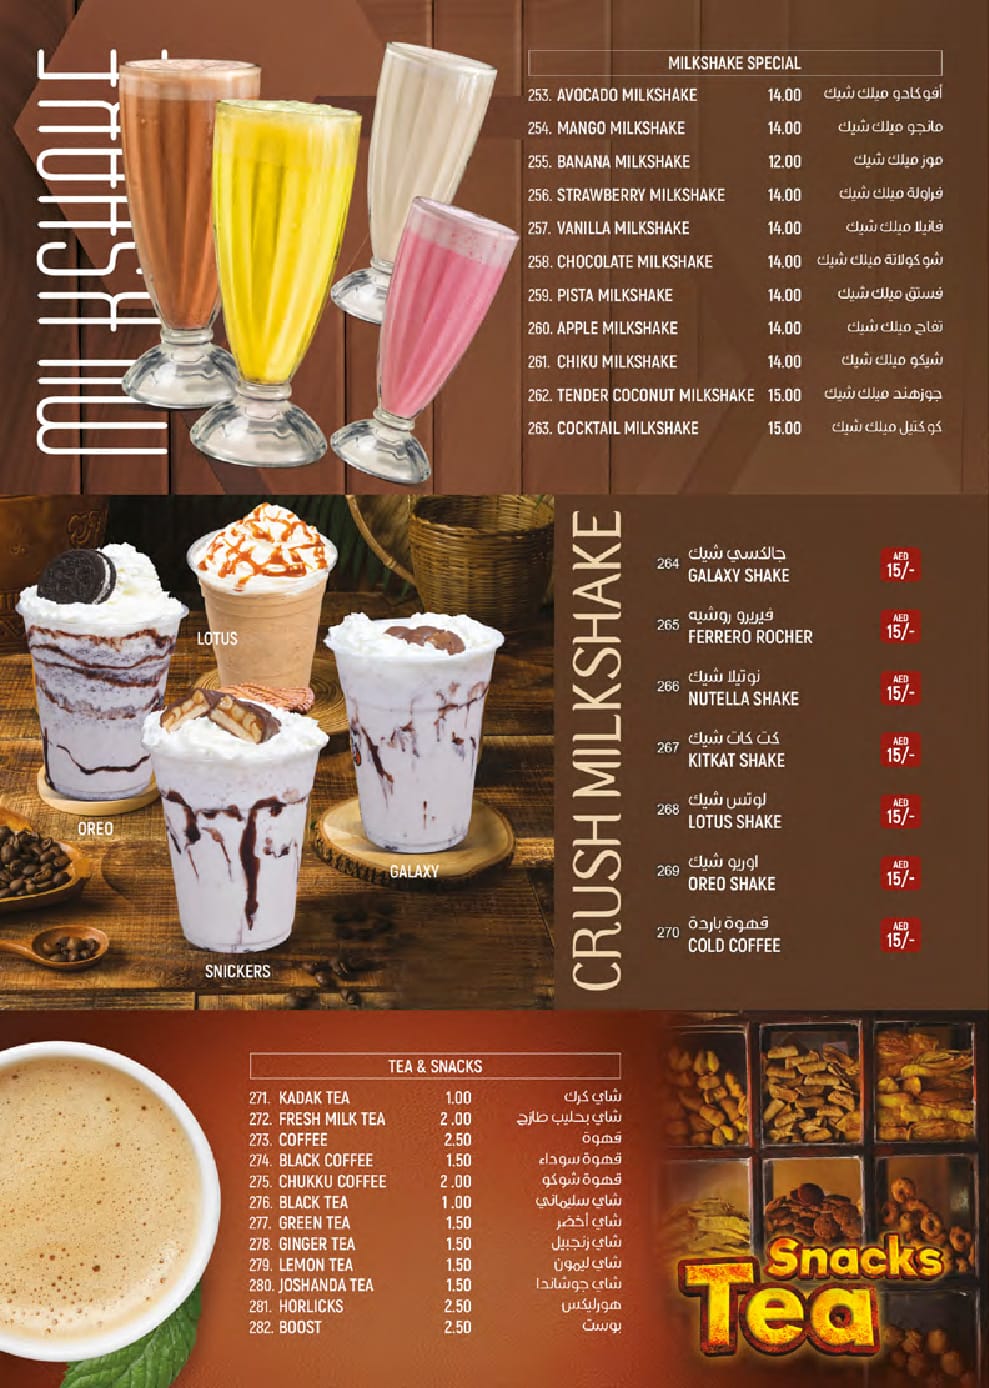 MILKSHAKE
MILKSHAKE SPECIAL
253. AVOCADO MILKSHAKE 14.00 أفوكادو ميلك شيك
254. MANGO MILKSHAKE 14.00 مانجو ميلك شيك
255. BANANA MILKSHAKE 12.00 موز ميلك شيك
256. STRAWBERRY MILKSHAKE 14.00 فراولة ميلك شيك
257. VANILLA MILKSHAKE 14.00 فانيلا ميلك شيك
258. CHOCOLATE MILKSHAKE 14.00 شوكولاتة ميلك شيك
259. PISTA MILKSHAKE 14.00 فستق ميلك شيك
260. APPLE MILKSHAKE 14.00 تفاح ميلك شيك
261. CHIKU MILKSHAKE 14.00 شيكو ميلك شيك
262. TENDER COCONUT MILKSHAKE 15.00 جوزهند ميلك شيك
263. COCKTAIL MILKSHAKE 15.00 كوكتيل ميلك شيك
LOTUS
OREO
GALAXY
SNICKERS
CRUSH MILKSHAKE
264 جالكسي شيك
GALAXY SHAKE
AED
15/-
265 فيريرو روشيه
FERRERO ROCHER
AED
15/-
266 نوتيلا شيك
NUTELLA SHAKE
AED
15/-
267 كت كات شيك
KITKAT SHAKE
AED
15/-
268 لوتس شيك
LOTUS SHAKE
AED
15/-
269 اوريو شيك
OREO SHAKE
AED
15/-
270 قهوة باردة
COLD COFFEE
AED
15/-
TEA & SNACKS
271. KADAK TEA 1.00 شاي كرك
272. FRESH MILK TEA 2.00 شاي بحليب طازج
273. COFFEE 2.50 قهوة
274. BLACK COFFEE 1.50 قهوة سوداء
275. CHUKKU COFFEE 2.00 قهوة شوكو
276. BLACK TEA 1.00 شاي سليماني
277. GREEN TEA 1.50 شاي أخضر
278. GINGER TEA 1.50 شاي زنجبيل
279. LEMON TEA 1.50 شاي ليمون
280. JOSHANDA TEA 1.50 شاي جوشاندا
281. HORLICKS 2.50 هورليكس
282. BOOST 2.50 بوست
Snacks
Tea